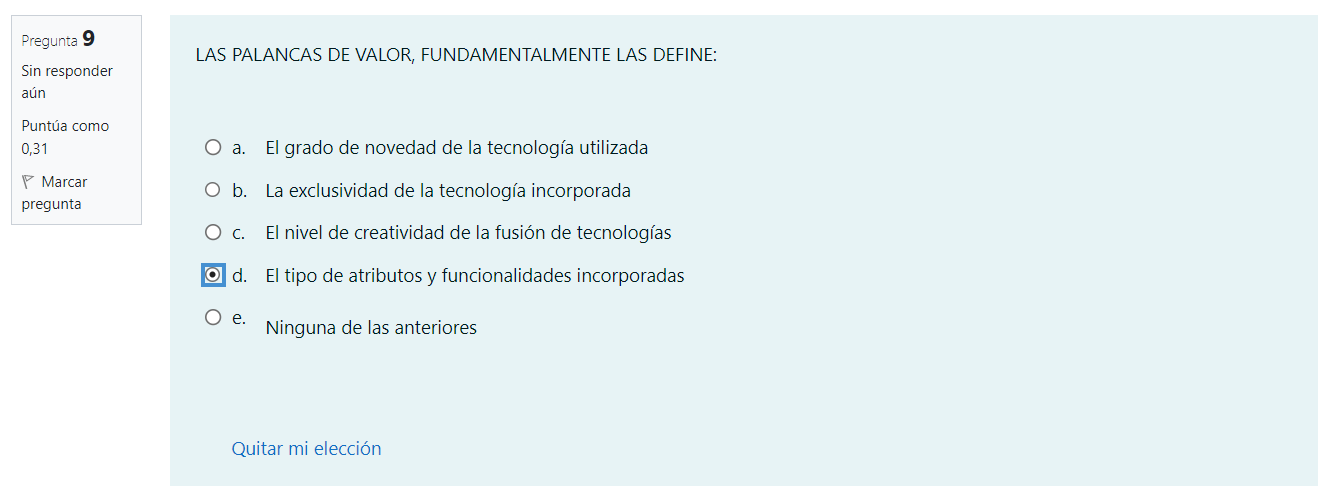 Pregunta 9
Sin responder
aún
Puntúa como
0,31
Marcar
pregunta
LAS PALANCAS DE VALOR, FUNDAMENTALMENTE LAS DEFINE:
a. El grado de novedad de la tecnología utilizada
b. La exclusividad de la tecnología incorporada
c. El nivel de creatividad de la fusión de tecnologías
d. El tipo de atributos y funcionalidades incorporadas
e. Ninguna de las anteriores
Quitar mi elección